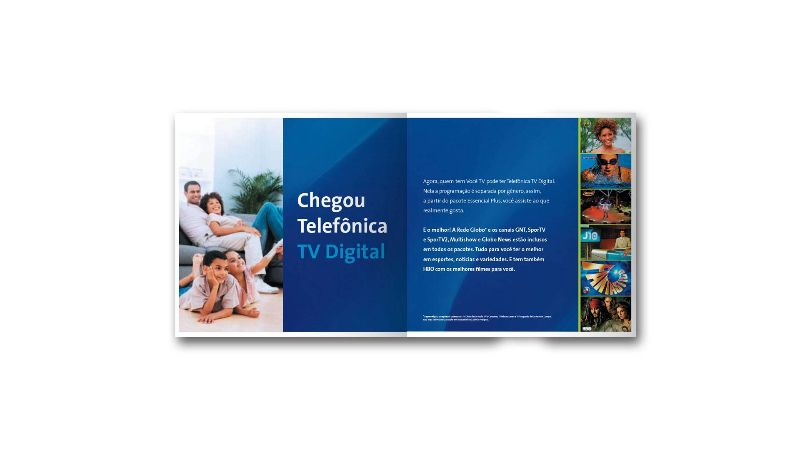 Chegou
Telefônica
TV Digital
Agora, quem tem Você TV pode ter Telefônica TV Digital.
Nela a programação é separada por gênero, assim,
a partir do pacote essencial Plus, você assiste ao que
realmente gosta.
E o melhor! A Rede Globo* e os canais GNT, SporTV
e SporTV2, Multishow e Globo News estão inclusos
em todos os pacotes. Tudo para você ter o melhor
em esportes, notícias e variedades. E tem também
HBO com os melhores filmes para você.
J10